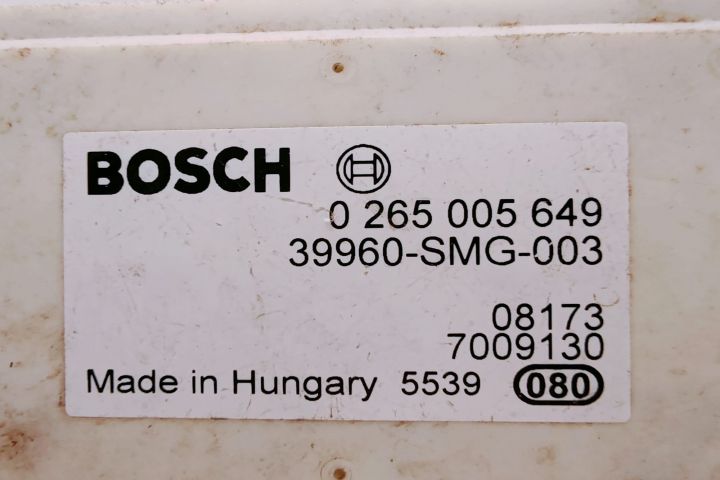 BOSCH
0 265 005 649
39960-SMG-003
08173
7009130
Made in Hungary 5539 080